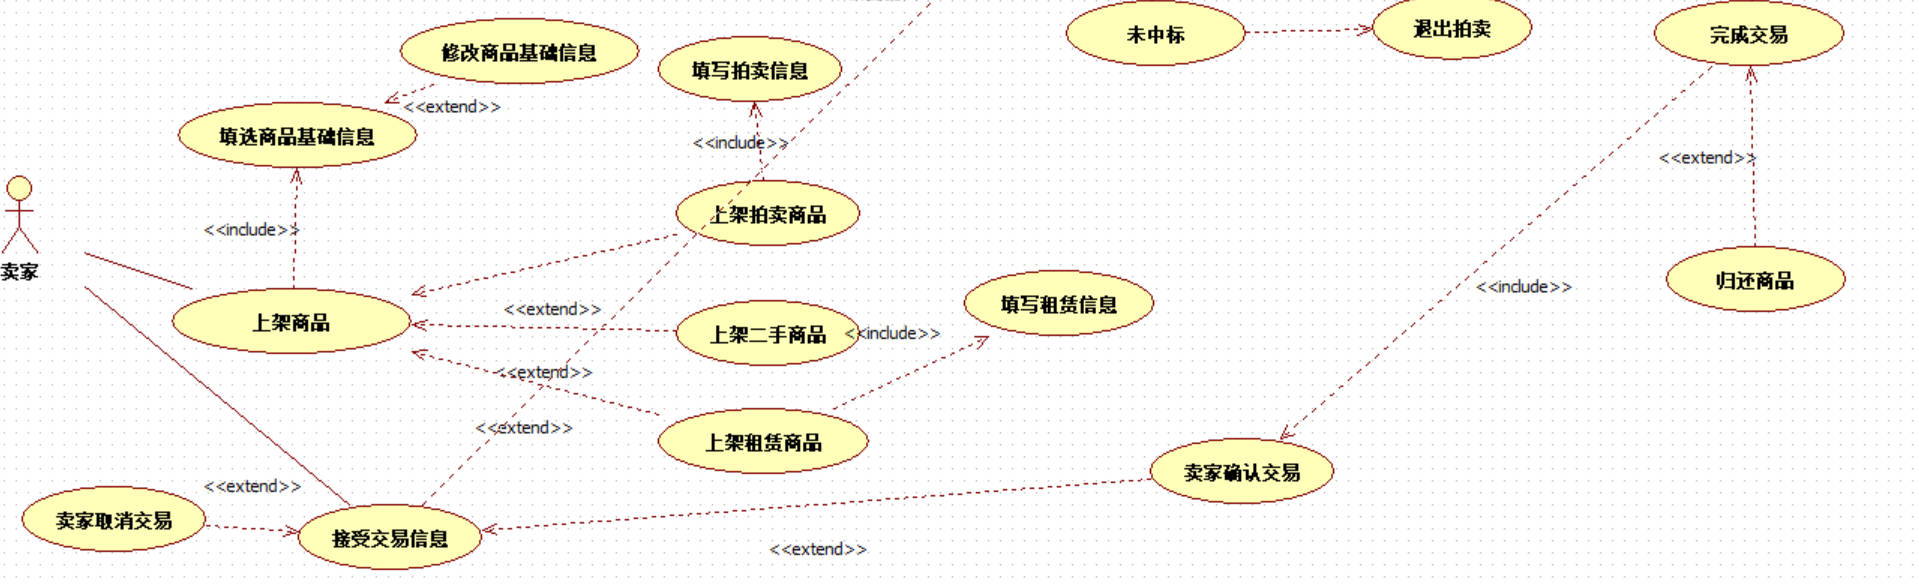 修改商品基础信息
填写拍卖信息
未中标
退出拍卖
完成交易
<<extend>>
填选商品基础信息
<<include>>
<<extend>>
<<include>>
上架拍卖商品
卖家
上架商品
<<extend>>
上架二手商品
<<include>>
填写租赁信息
<<include>>
归还商品
<<extend>>
<<extend>>
上架租赁商品
卖家确认交易
<<extend>>
卖家取消交易
接受交易信息
<<extend>>